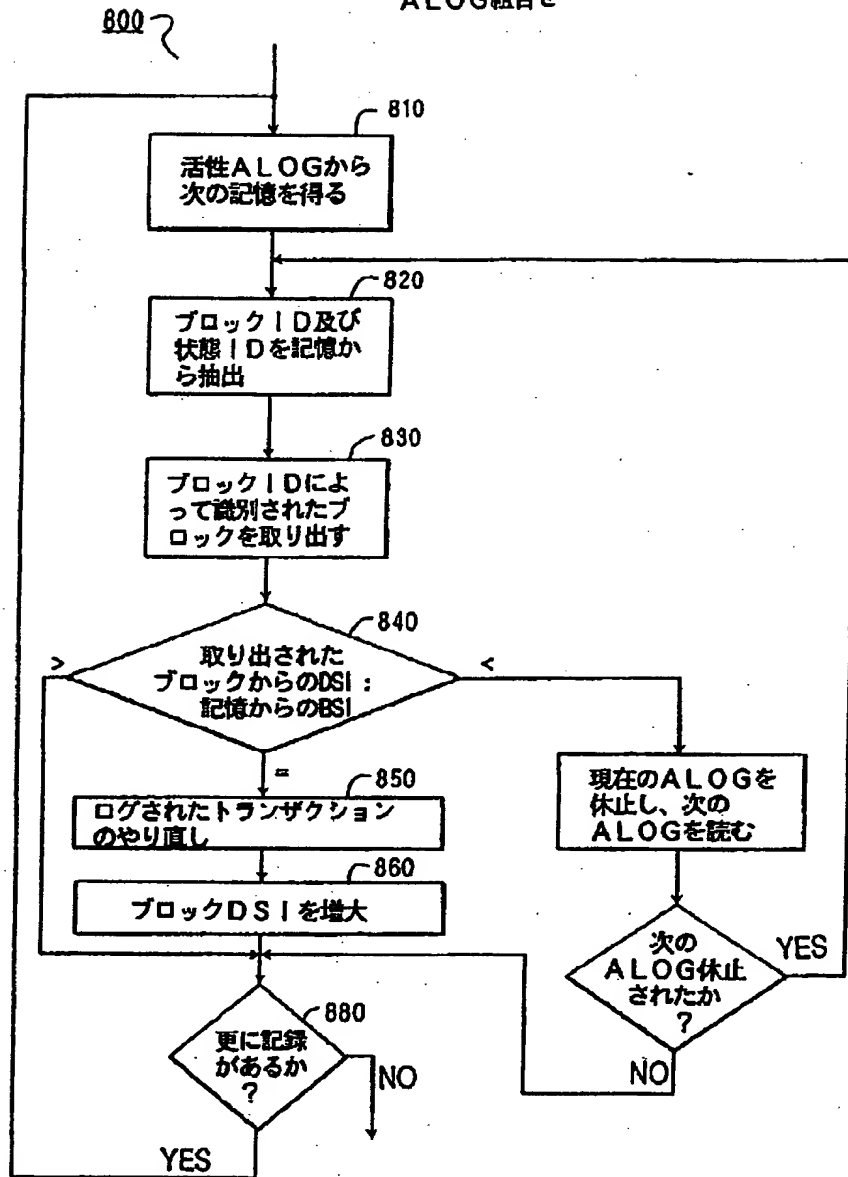 ALOG組合せ
800
810
活性ALOGから
次の記憶を得る
820
ブロックID及び
状態IDを記憶か
ら抽出
830
ブロックIDによ
って識別されたブ
ロックを取り出す
840
>
取り出された
ブロックからのDSI：
記憶からのBSI
<
=
850
ログされたトランザクション
のやり直し
現在のALOGを
休止し、次の
ALOGを読む
860
ブロックDSIを増大
次の
ALOG休止
されたか
?
YES
NO
880
更に記録
があるか
?
NO
YES